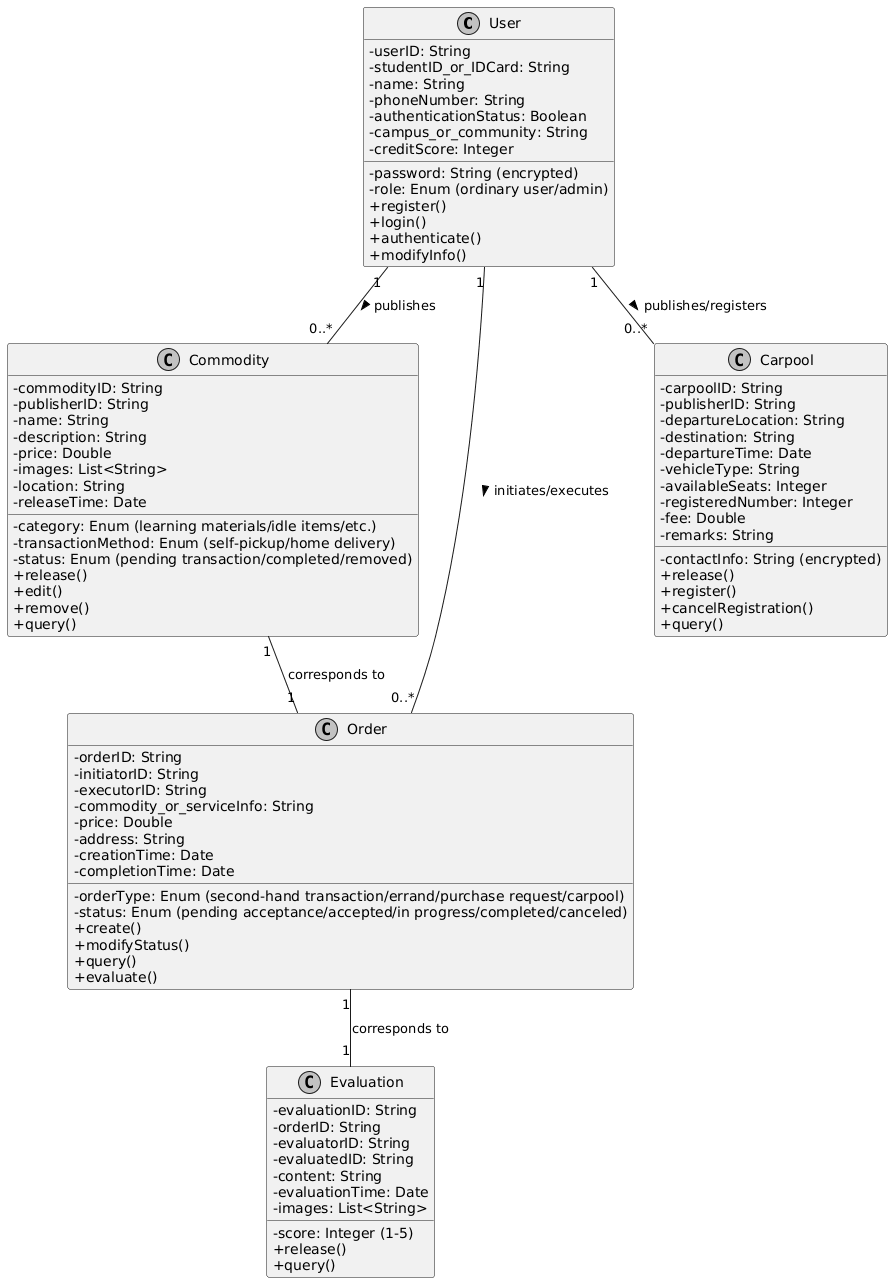 C User
-userID: String
-studentID_or_IDCard: String
-name: String
-phoneNumber: String
-authenticationStatus: Boolean
-campus_or_community: String
-creditScore: Integer
-password: String (encrypted)
-role: Enum (ordinary user/admin)
+register()
+login()
+authenticate()
+modifyInfo()
1
1
1
publishes
publishes/registers
0..*
0..*
C Commodity
-commodityID: String
-publisherID: String
-name: String
-description: String
-price: Double
-images: List<String>
-location: String
-releaseTime: Date
-category: Enum (learning materials/idle items/etc.)
-transactionMethod: Enum (self-pickup/home delivery)
-status: Enum (pending transaction/completed/removed)
+release()
+edit()
+remove()
+query()
initiates/executes
C Carpool
-carpoolID: String
-publisherID: String
-departureLocation: String
-destination: String
-departureTime: Date
-vehicleType: String
-availableSeats: Integer
-registeredNumber: Integer
-fee: Double
-remarks: String
-contactInfo: String (encrypted)
+release()
+register()
+cancelRegistration()
+query()
1
corresponds to
1
0..*
C Order
-orderID: String
-initiatorID: String
-executorID: String
-commodity_or_serviceInfo: String
-price: Double
-address: String
-creationTime: Date
-completionTime: Date
-orderType: Enum (second-hand transaction/errand/purchase request/carpool)
-status: Enum (pending acceptance/accepted/in progress/completed/canceled)
+create()
+modifyStatus()
+query()
+evaluate()
1
corresponds to
1
C Evaluation
-evaluationID: String
-orderID: String
-evaluatorID: String
-evaluatedID: String
-content: String
-evaluationTime: Date
-images: List<String>
-score: Integer (1-5)
+release()
+query()